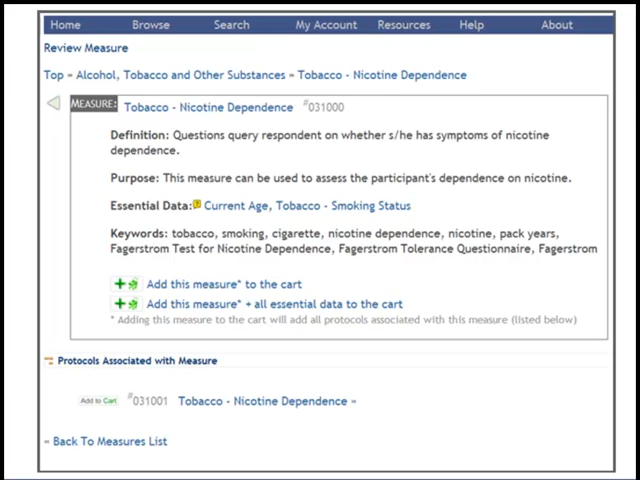 Home Browse Search My Account Resources Help About
Review Measure
Top » Alcohol, Tobacco and Other Substances » Tobacco - Nicotine Dependence
MEASURE: Tobacco - Nicotine Dependence #031000
Definition: Questions query respondent on whether s/he has symptoms of nicotine
dependence.
Purpose: This measure can be used to assess the participant's dependence on nicotine.
Essential Data: ? Current Age, Tobacco - Smoking Status
Keywords: tobacco, smoking, cigarette, nicotine dependence, nicotine, pack years,
Fagerstrom Test for Nicotine Dependence, Fagerstrom Tolerance Questionnaire, Fagerstrom
Add this measure* to the cart
Add this measure* + all essential data to the cart
* Adding this measure to the cart will add all protocols associated with this measure (listed below)
Protocols Associated with Measure
Add to Cart #031001 Tobacco - Nicotine Dependence »
« Back To Measures List